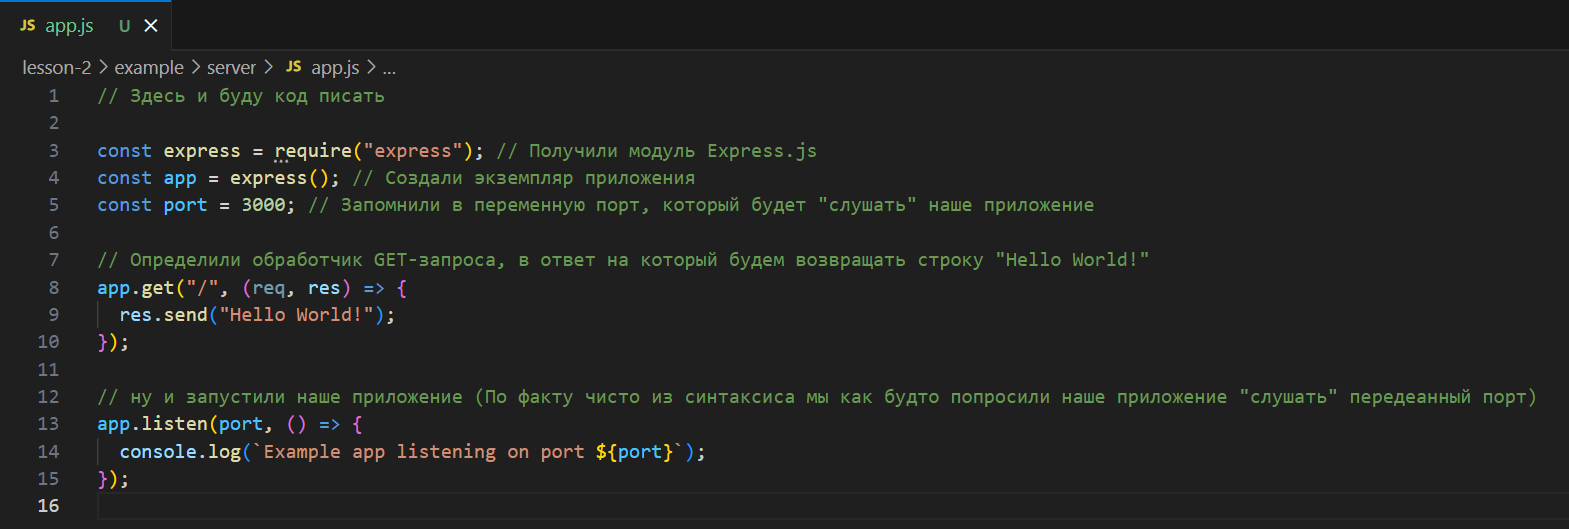 JS app.js U
lesson-2 > example > server > JS app.js > ...
1 // Здесь и буду код писать
2
3 const express = require("express"); // Получили модуль Express.js
4 const app = express(); // Создали экземпляр приложения
5 const port = 3000; // Запомнили в переменную порт, который будет "слушать" наше приложение
6
7 // Определили обработчик GET-запроса, в ответ на который будем возвращать строку "Hello World!"
8 app.get("/", (req, res) => {
9 res.send("Hello World!");
10 });
11
12 // ну и запустили наше приложение (По факту чисто из синтаксиса мы как будто попросили наше приложение "слушать" передеанный порт)
13 app.listen(port, () => {
14 console.log(`Example app listening on port ${port}`);
15 });
16